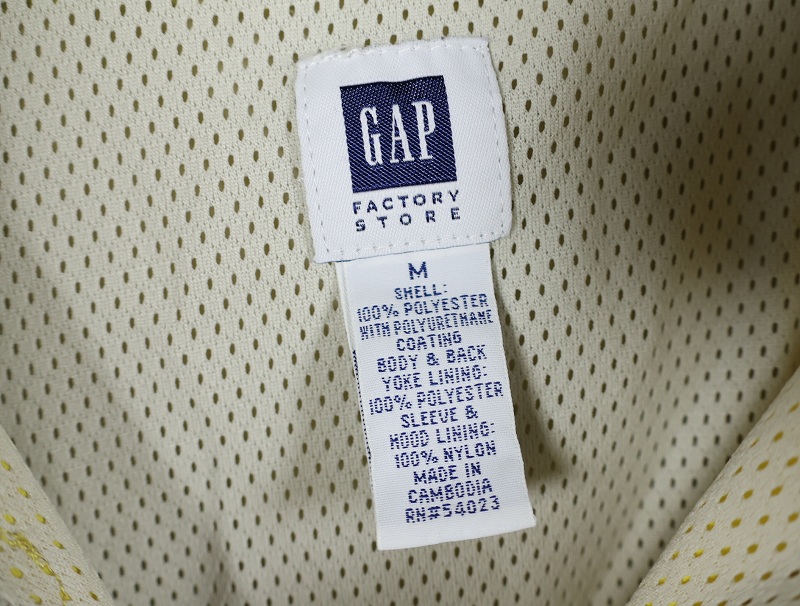 GAP
FACTORY
STORE
M
SHELL:
100% POLYESTER
WITH POLYURETHANE
COATING
BODY & BACK
YOKE LINING:
100% POLYESTER
SLEEVE &
HOOD LINING:
100% NYLON
MADE IN
CAMBODIA
RN#54023